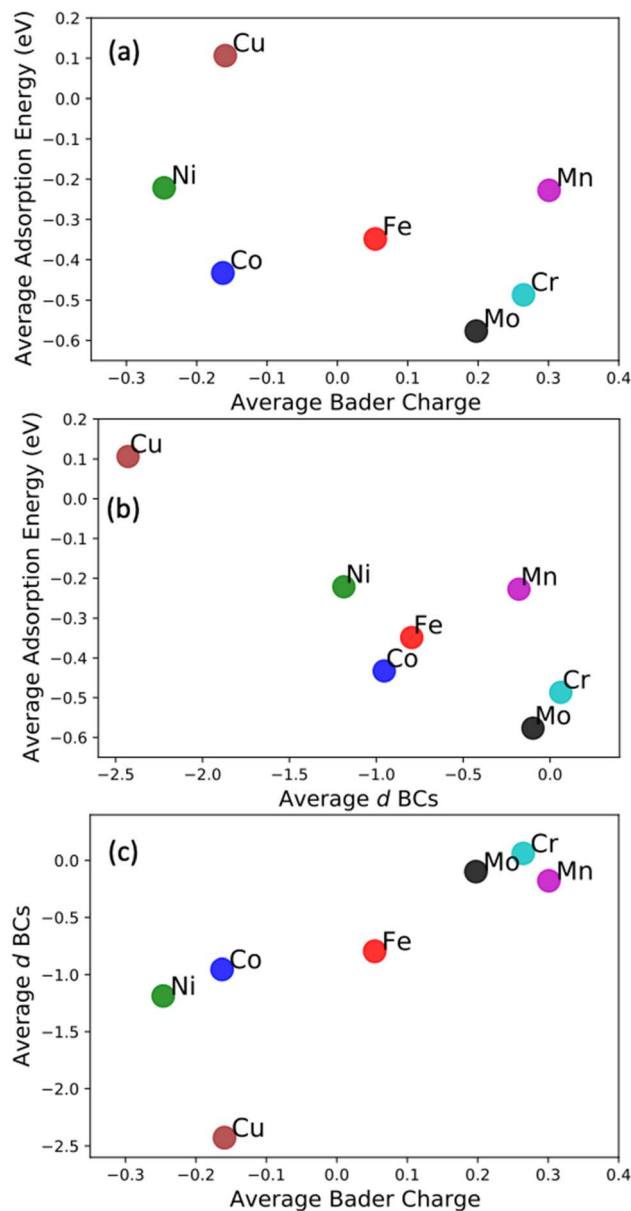 (a)
Average Adsorption Energy (eV)
0.2
0.1
0.0
−0.1
−0.2
−0.3
−0.4
−0.5
−0.6
Cu
Ni
Mn
Fe
Co
Cr
Mo
−0.3 −0.2 −0.1 0.0 0.1 0.2 0.3 0.4
Average Bader Charge
(b)
Average Adsorption Energy (eV)
0.2
0.1
0.0
−0.1
−0.2
−0.3
−0.4
−0.5
−0.6
Cu
Ni
Mn
Fe
Co
Cr
Mo
−2.5 −2.0 −1.5 −1.0 −0.5 0.0
Average d BCs
(c)
Average d BCs
0.0
−0.5
−1.0
−1.5
−2.0
−2.5
Cr
Mo
Mn
Fe
Co
Ni
Cu
−0.3 −0.2 −0.1 0.0 0.1 0.2 0.3 0.4
Average Bader Charge